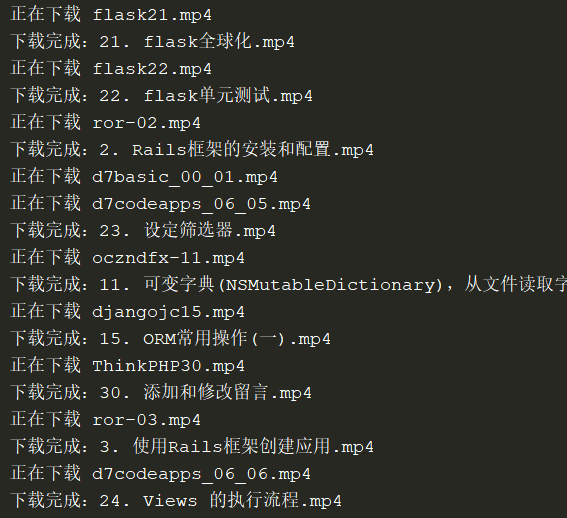 正在下载 flask21.mp4
下载完成：21. flask全球化.mp4
正在下载 flask22.mp4
下载完成：22. flask单元测试.mp4
正在下载 ror-02.mp4
下载完成：2. Rails框架的安装和配置.mp4
正在下载 d7basic_00_01.mp4
正在下载 d7codeapps_06_05.mp4
下载完成：23. 设定筛选器.mp4
正在下载 oczndfx-11.mp4
下载完成：11. 可变字典(NSMutableDictionary)，从文件读取字
正在下载 djangojc15.mp4
下载完成：15. ORM常用操作(一).mp4
正在下载 ThinkPHP30.mp4
下载完成：30. 添加和修改留言.mp4
正在下载 ror-03.mp4
下载完成：3. 使用Rails框架创建应用.mp4
正在下载 d7codeapps_06_06.mp4
下载完成：24. Views 的执行流程.mp4